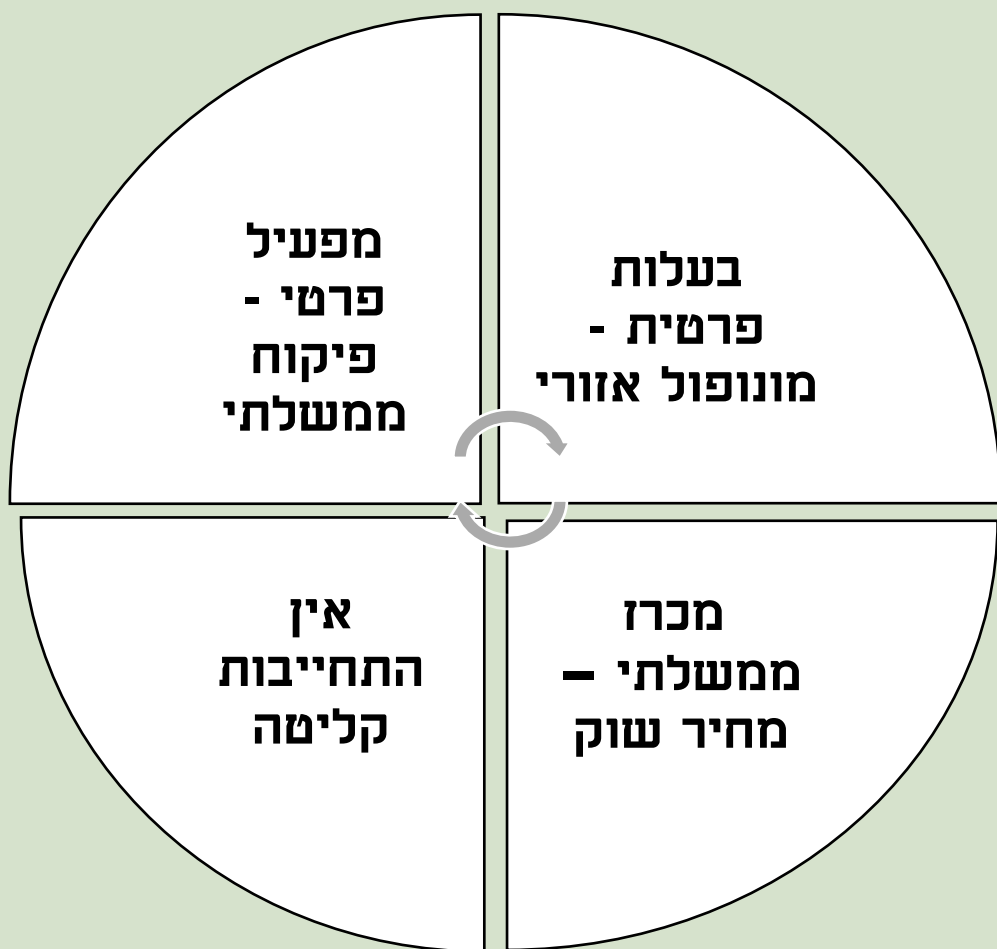 בעלות
פרטית -
מונופול אזורי
מפעיל
פרטי -
פיקוח
ממשלתי
מכרז
ממשלתי –
מחיר שוק
אין
התחייבות
קליטה